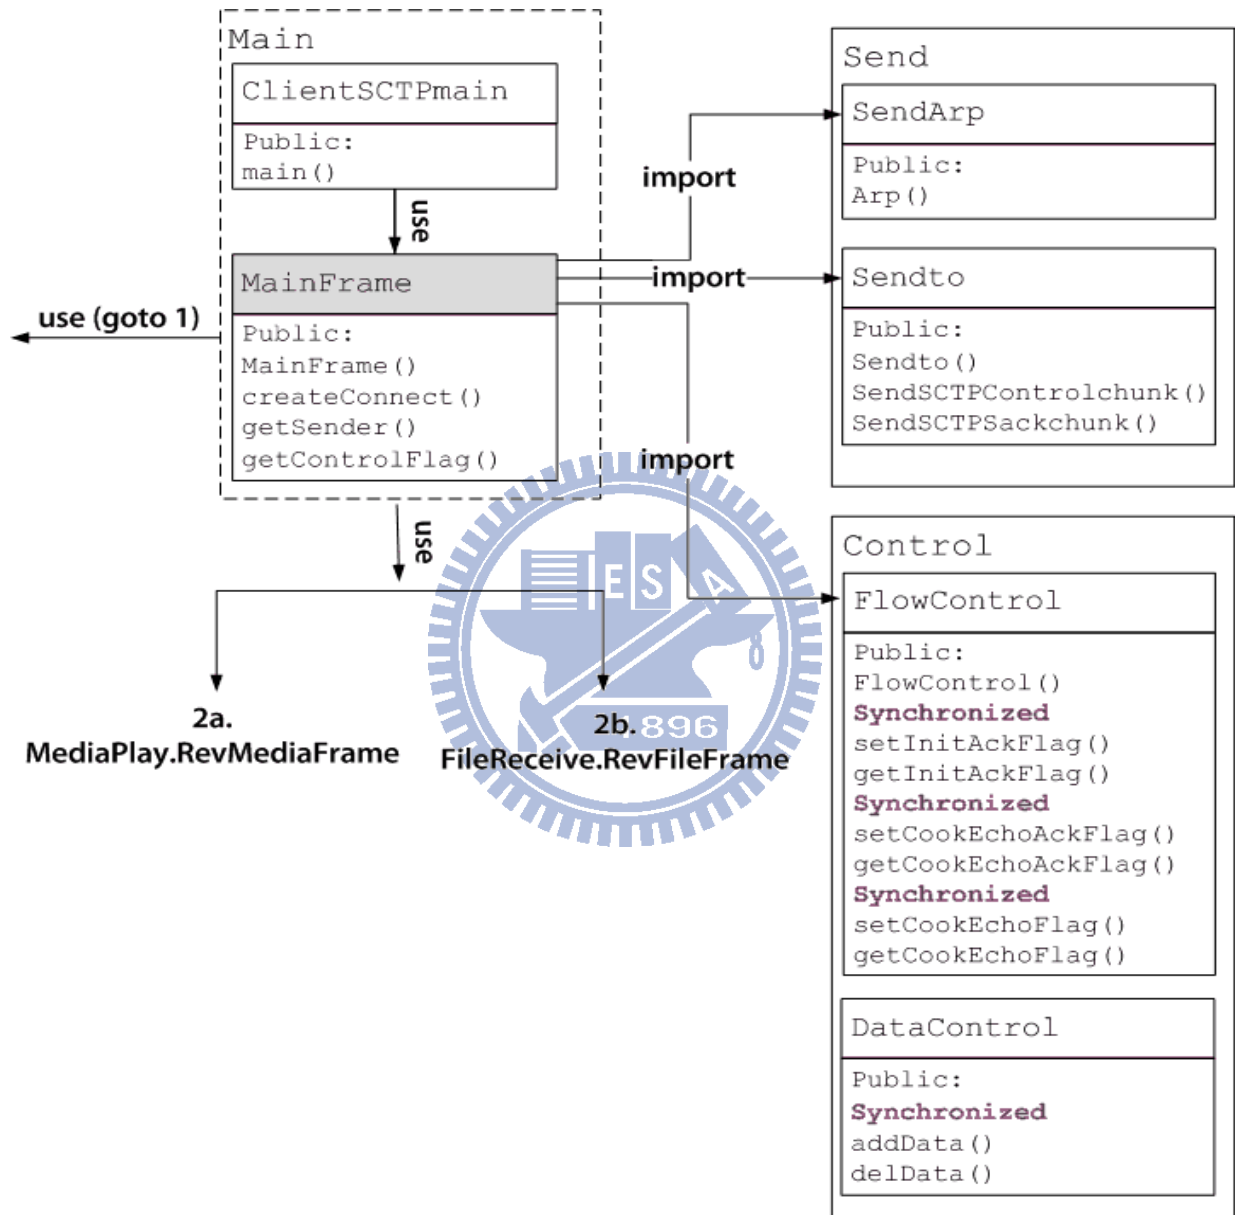 Main
ClientSCTPmain
Public:
main()
use
MainFrame
Public:
MainFrame()
createConnect()
getSender()
getControlFlag()
use (goto 1)
use
2a.
MediaPlay.RevMediaFrame
2b.
FileReceive.RevFileFrame
import
import
import
Send
SendArp
Public:
Arp()
Sendto
Public:
Sendto()
SendSCTPControlchunk()
SendSCTPSackchunk()
Control
FlowControl
Public:
FlowControl()
Synchronized
setInitAckFlag()
getInitAckFlag()
Synchronized
setCookEchoAckFlag()
getCookEchoAckFlag()
Synchronized
setCookEchoFlag()
getCookEchoFlag()
DataControl
Public:
Synchronized
addData()
delData()
E S A
1896